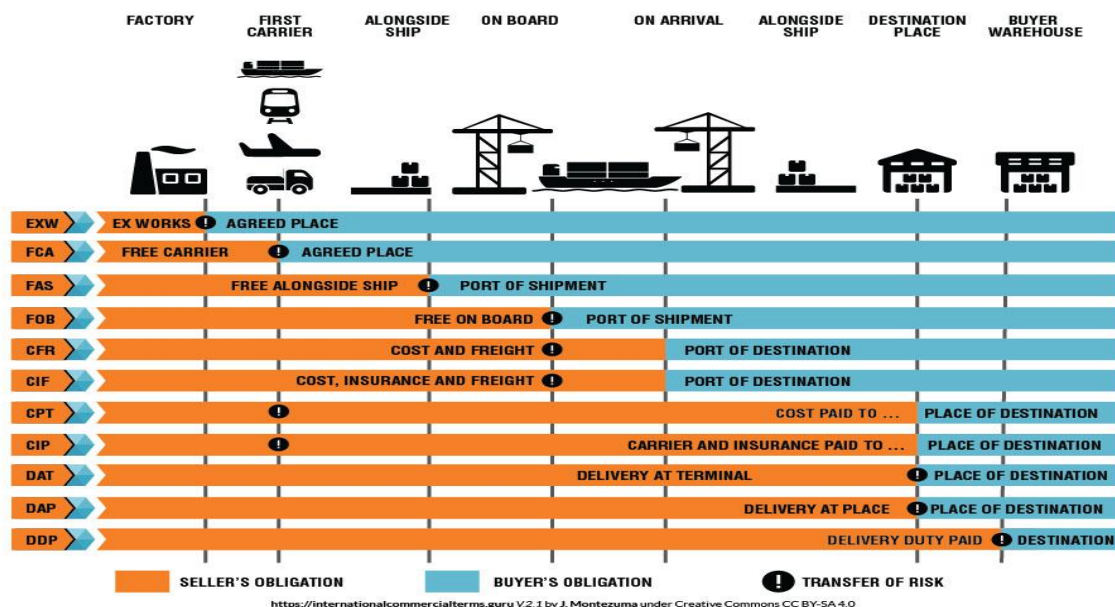 FACTORY
FIRST CARRIER
ALONGSIDE SHIP
ON BOARD
ON ARRIVAL
ALONGSIDE SHIP
DESTINATION PLACE
BUYER WAREHOUSE
EXW EX WORKS ! AGREED PLACE
FCA FREE CARRIER ! AGREED PLACE
FAS FREE ALONGSIDE SHIP ! PORT OF SHIPMENT
FOB FREE ON BOARD ! PORT OF SHIPMENT
CFR COST AND FREIGHT ! PORT OF DESTINATION
CIF COST, INSURANCE AND FREIGHT ! PORT OF DESTINATION
CPT ! COST PAID TO ... PLACE OF DESTINATION
CIP ! CARRIER AND INSURANCE PAID TO ... PLACE OF DESTINATION
DAT DELIVERY AT TERMINAL ! PLACE OF DESTINATION
DAP DELIVERY AT PLACE ! PLACE OF DESTINATION
DDP DELIVERY DUTY PAID ! DESTINATION
SELLER'S OBLIGATION BUYER'S OBLIGATION ! TRANSFER OF RISK
https://internationalcommercialterms.guru V.2.1 by J. Montezuma under Creative Commons CC BY-SA 4.0